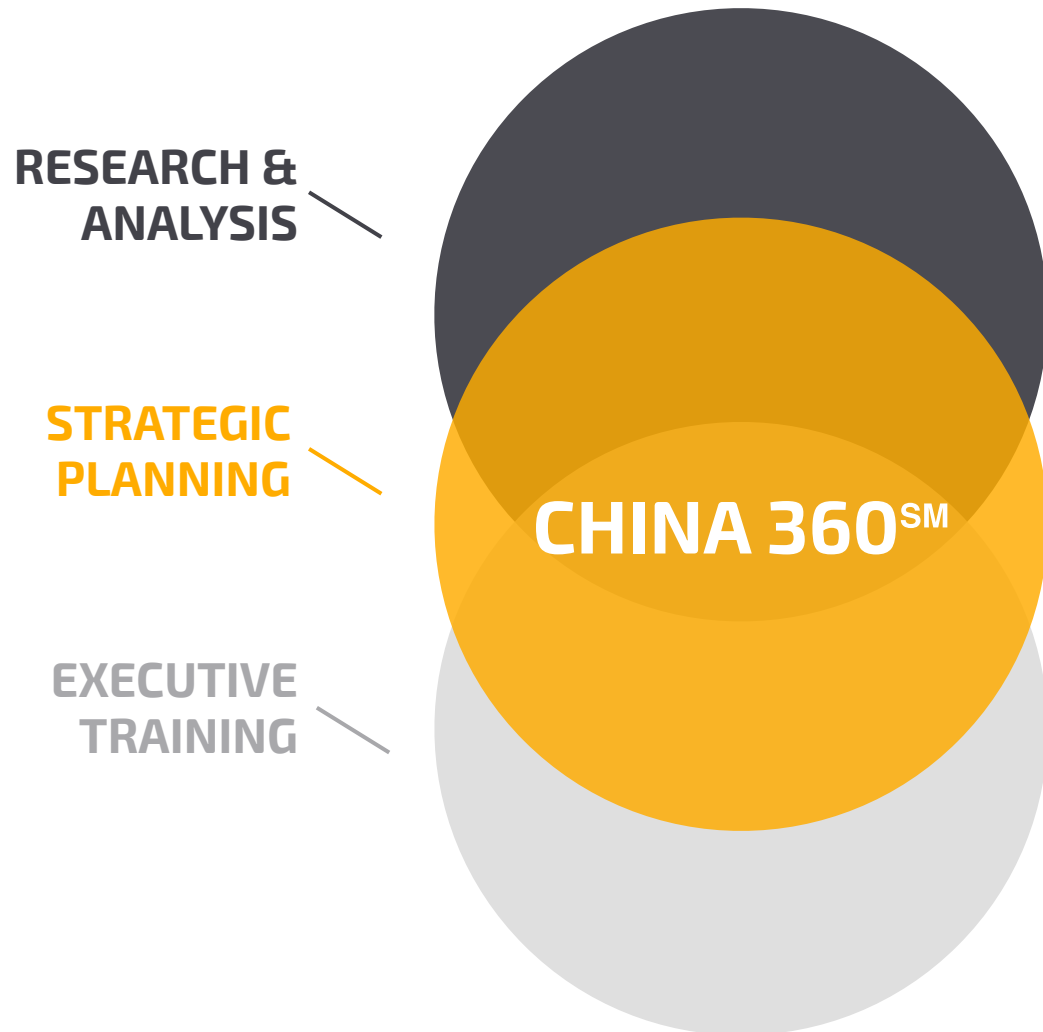 RESEARCH &
ANALYSIS
STRATEGIC
PLANNING
CHINA 360℠
EXECUTIVE
TRAINING